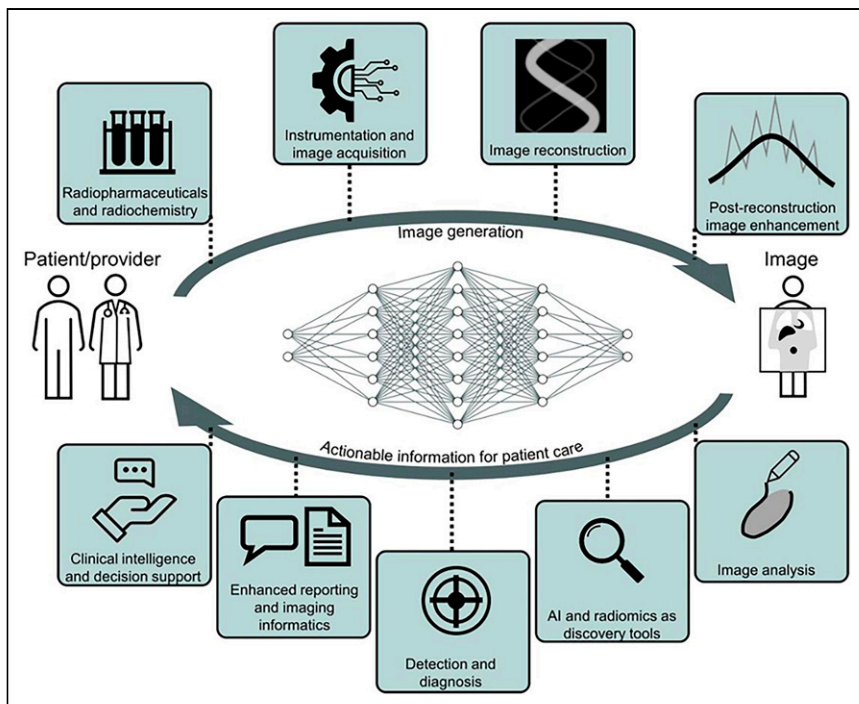 Radiopharmaceuticals
and radiochemistry
Instrumentation and
image acquisition
Image reconstruction
Post-reconstruction
image enhancement
Image generation
Patient/provider
Image
Actionable information for patient care
Clinical intelligence
and decision support
Enhanced reporting
and imaging
informatics
Detection and
diagnosis
AI and radiomics as
discovery tools
Image analysis